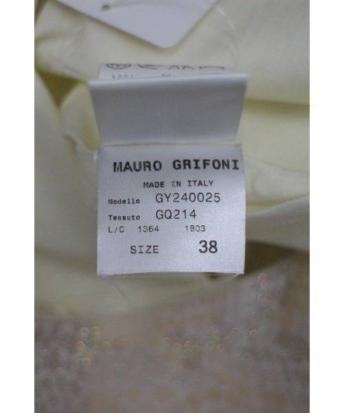 MAURO GRIFONI
MADE IN ITALY
Modello GY240025
Tessuto GQ214
L/C 1364 1803
SIZE 38